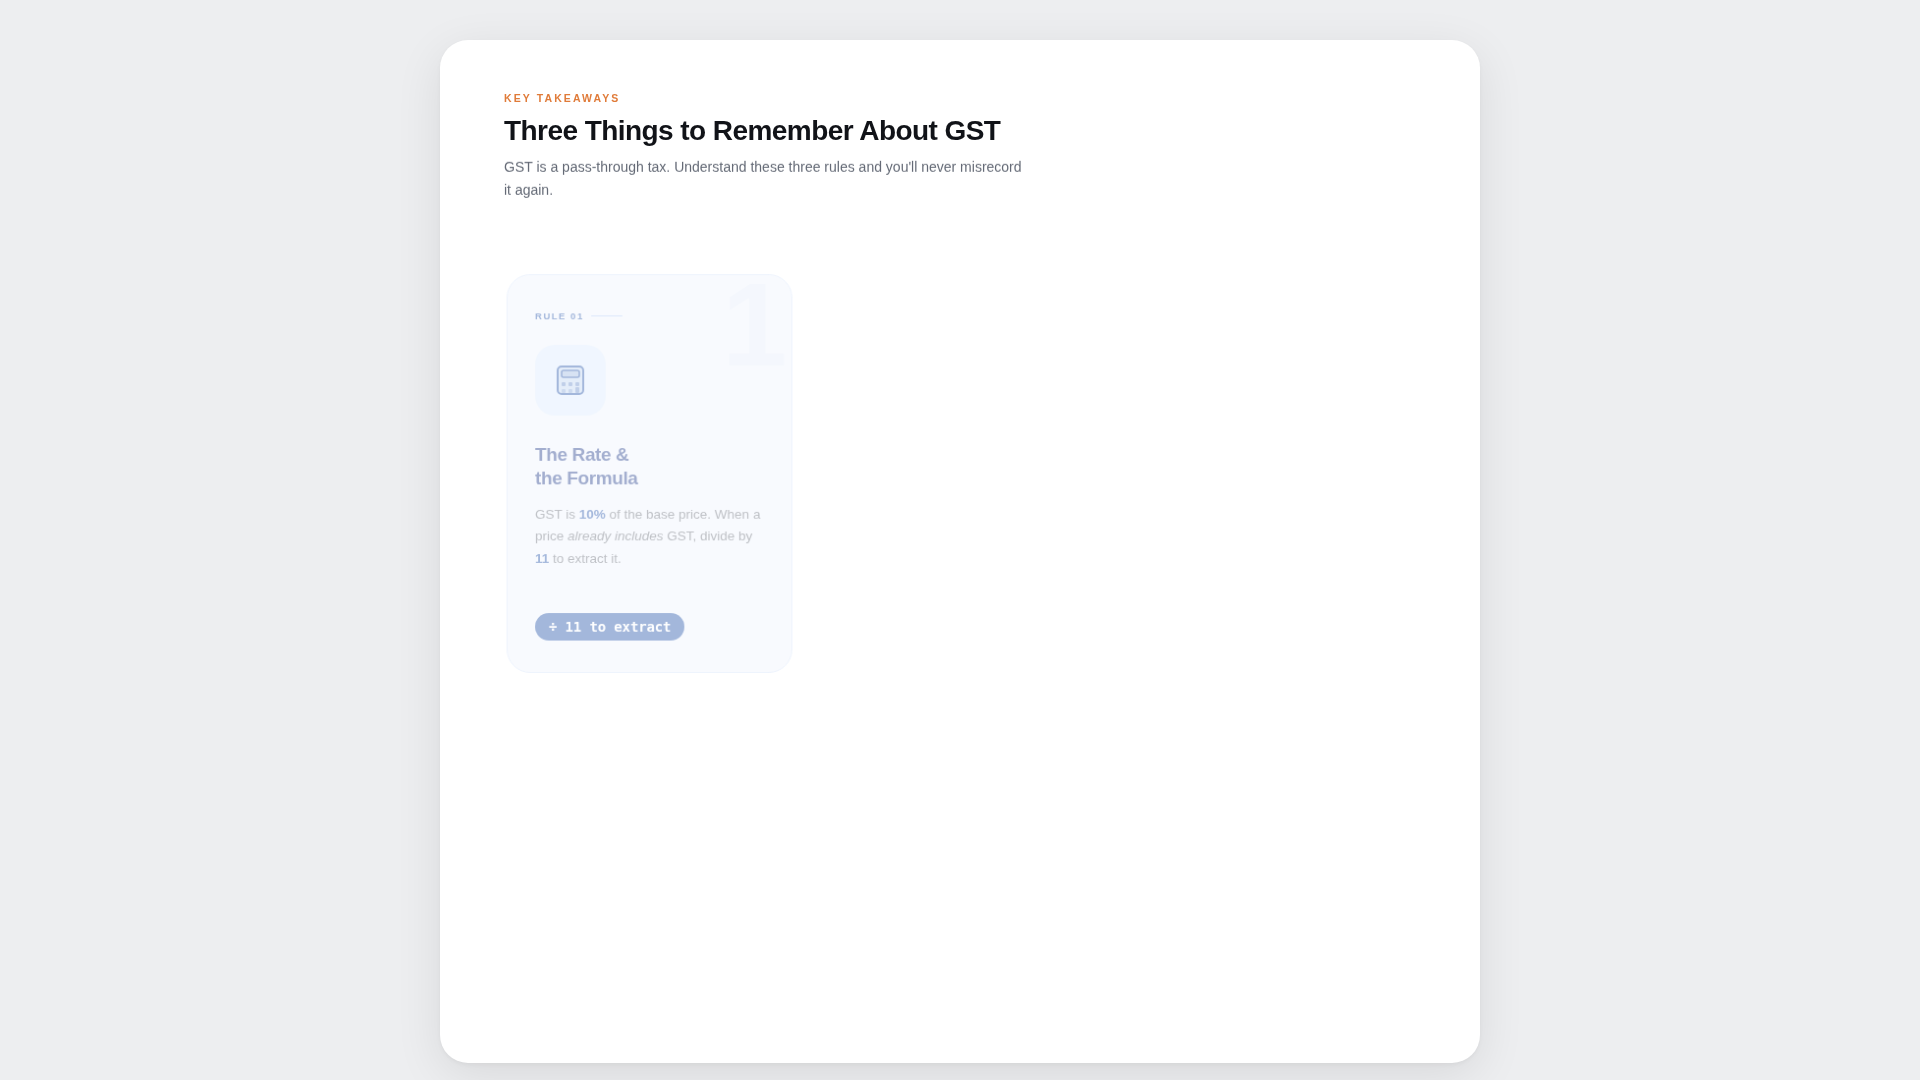 KEY TAKEAWAYS
Three Things to Remember About GST
GST is a pass-through tax. Understand these three rules and you'll never misrecord
it again.
1
RULE 01
The Rate &
the Formula
GST is 10% of the base price. When a
price already includes GST, divide by
11 to extract it.
÷ 11 to extract